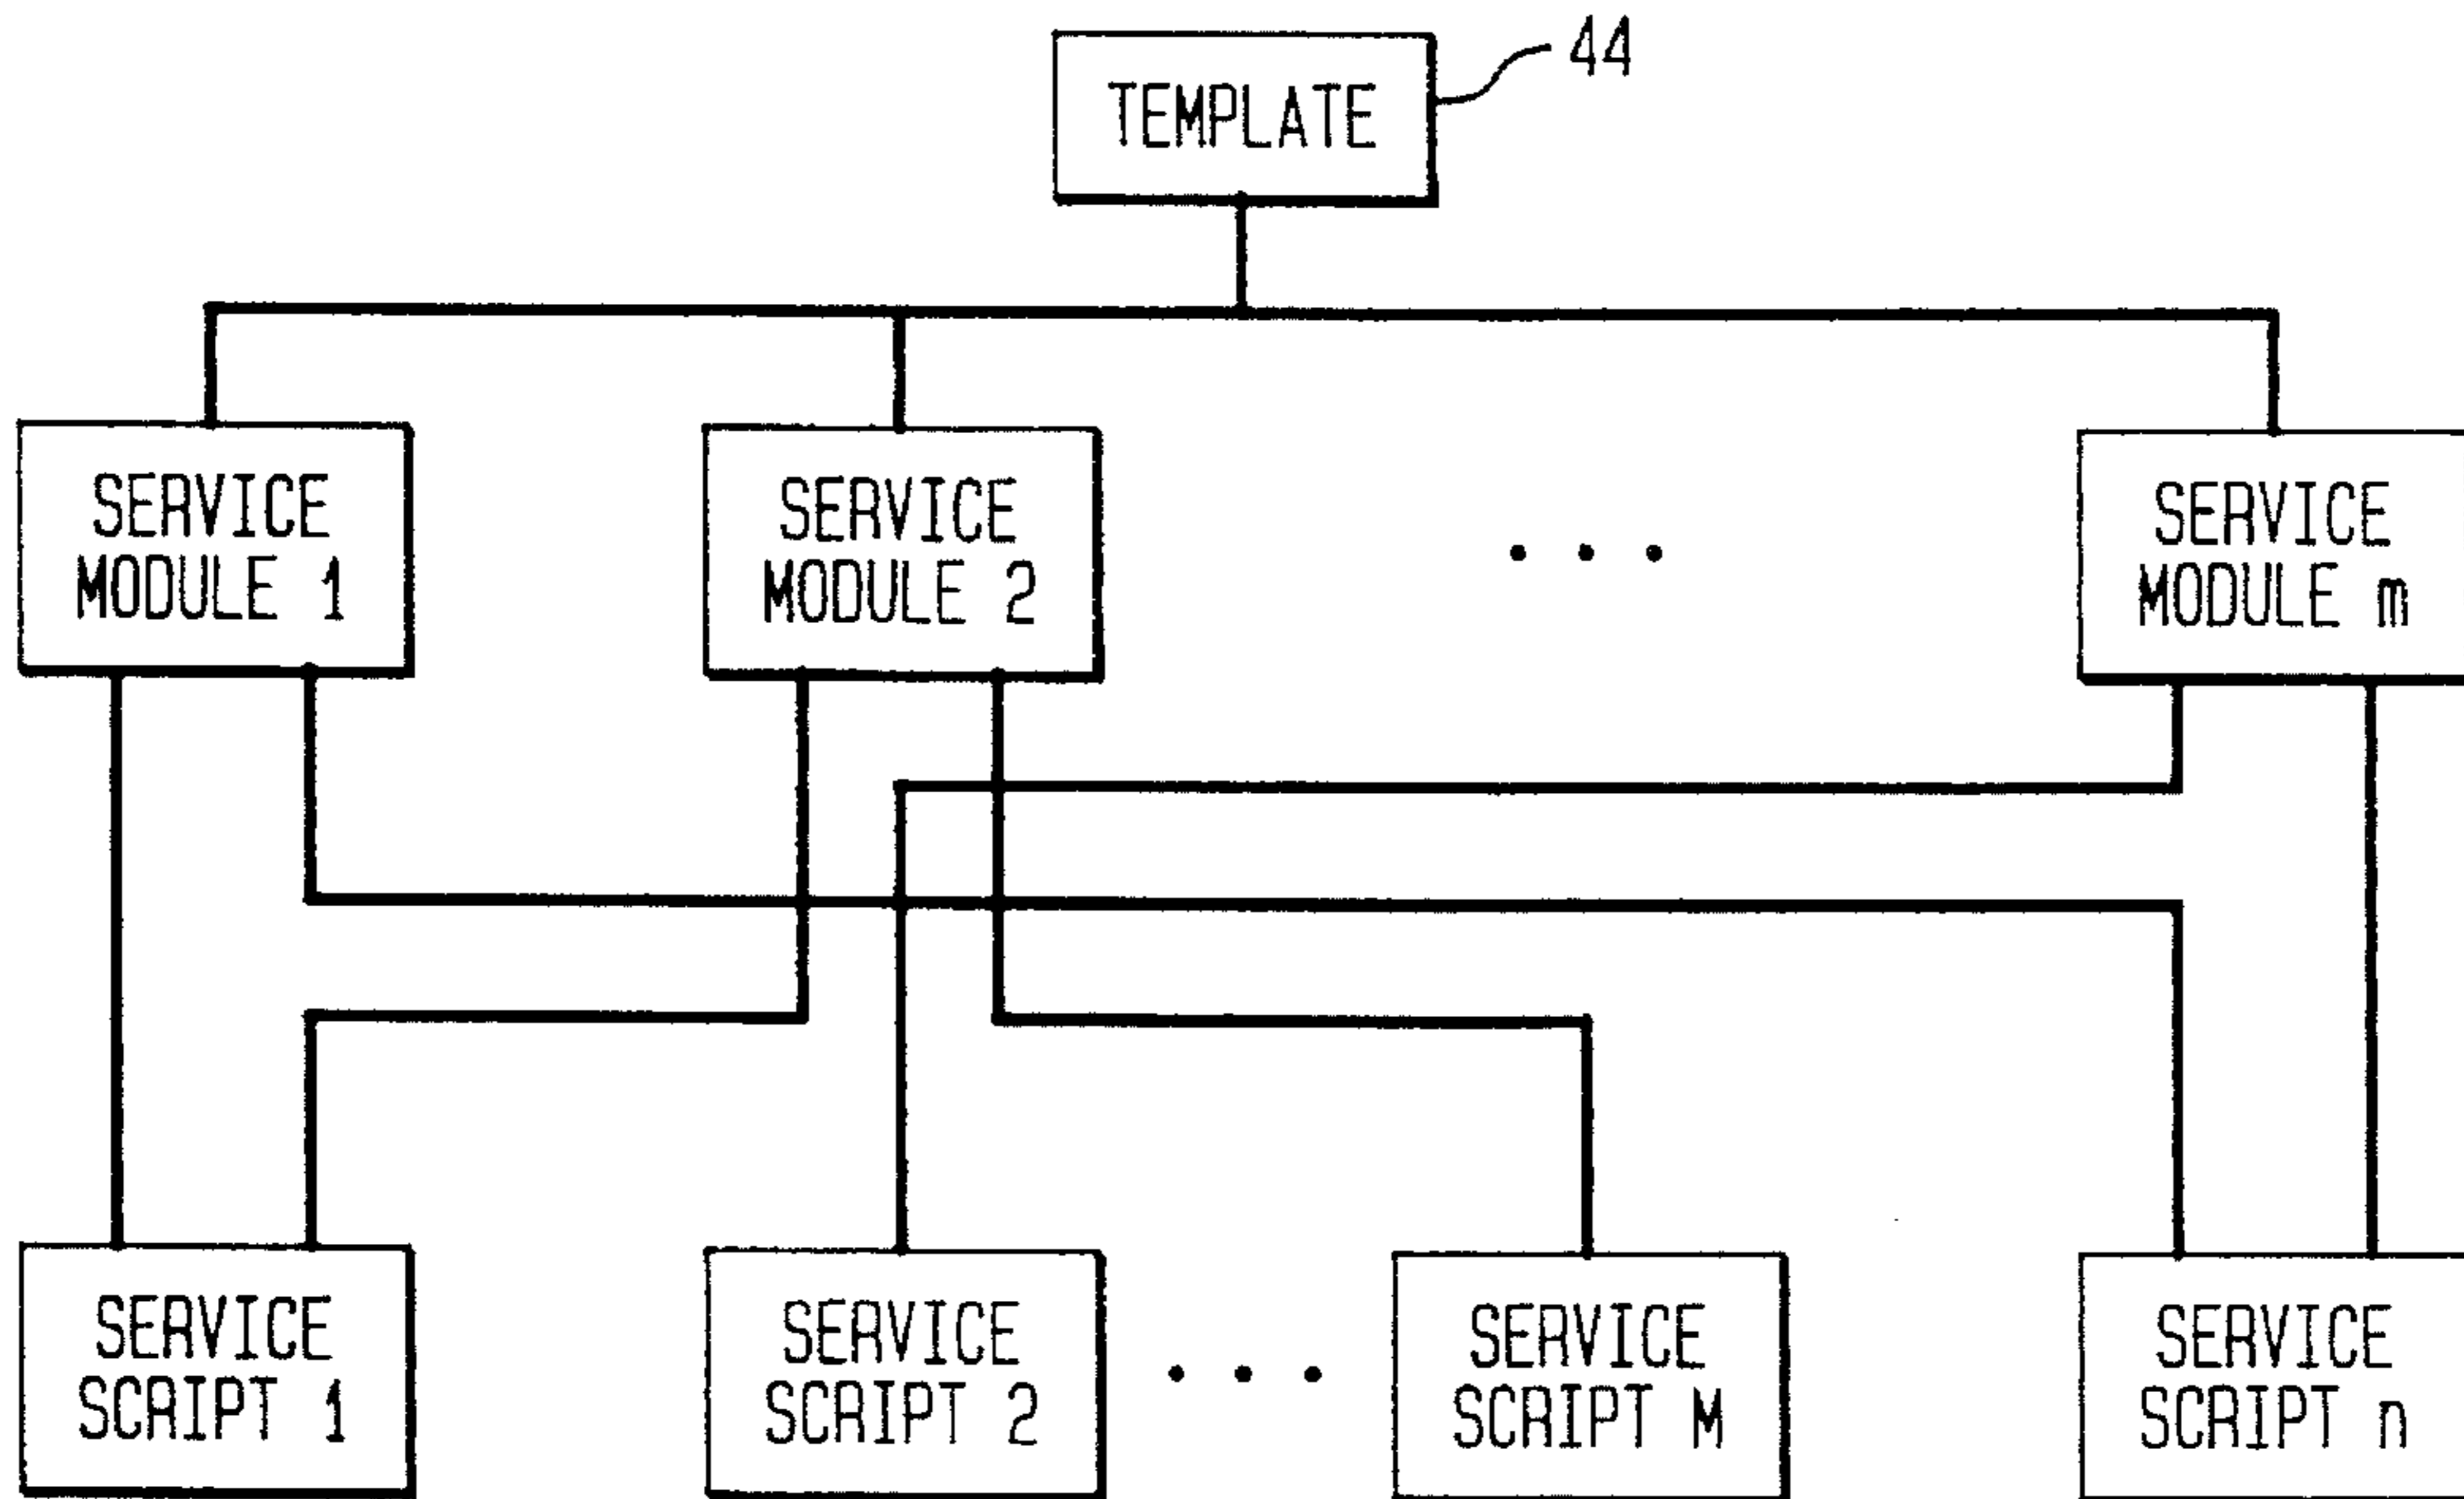 TEMPLATE
44
SERVICE
MODULE 1
SERVICE
MODULE 2
• • •
SERVICE
MODULE m
SERVICE
SCRIPT 1
SERVICE
SCRIPT 2
• • •
SERVICE
SCRIPT M
SERVICE
SCRIPT n